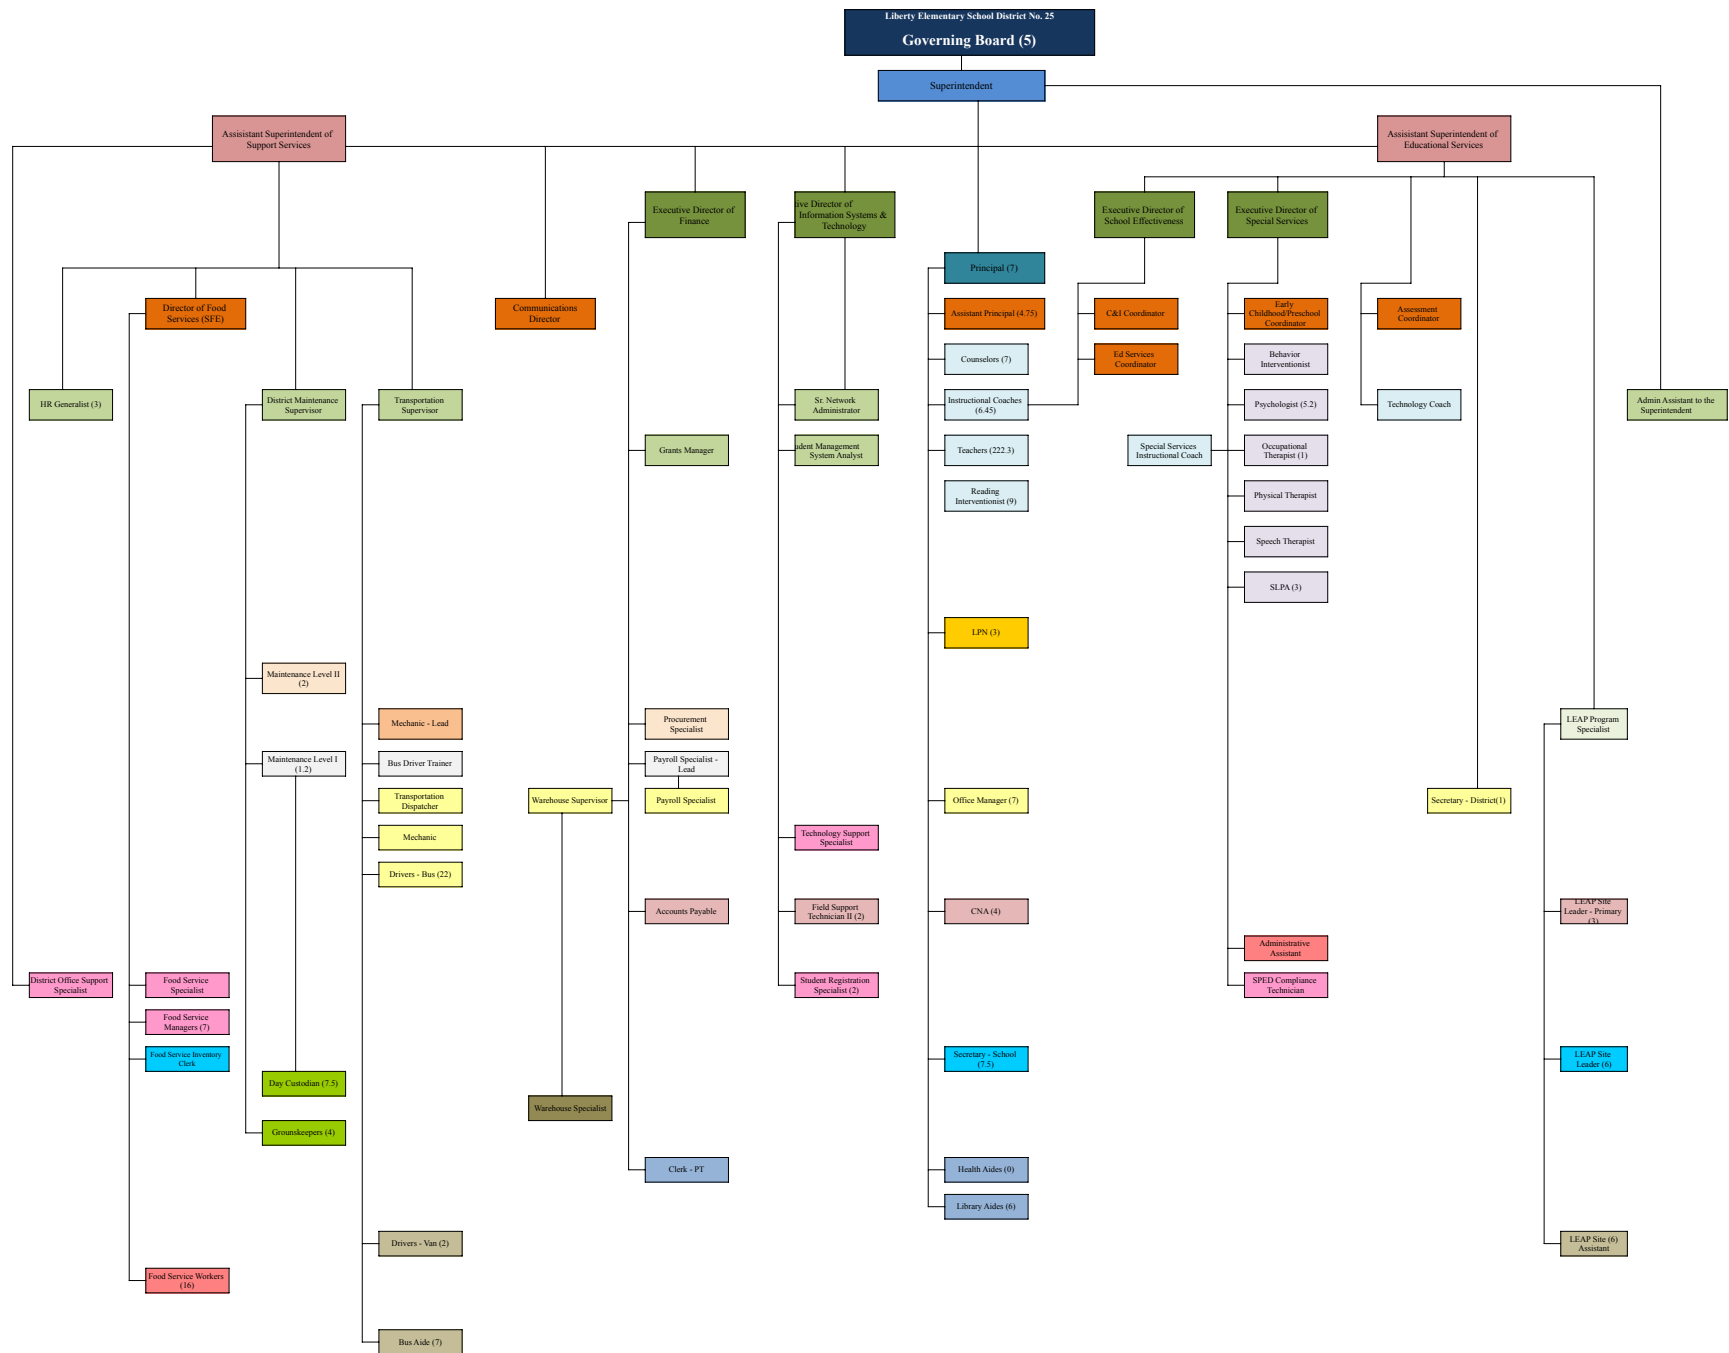 Liberty Elementary School District No. 25
Governing Board (5)
Superintendent
Assisistant Superintendent of
Support Services
Assisistant Superintendent of
Educational Services
Executive Director of
Finance
Director of
Information Systems &
Technology
Executive Director of
School Effectiveness
Executive Director of
Special Services
Principal (7)
Director of Food
Services (SFE)
Communications
Director
Assistant Principal (4.75)
C&I Coordinator
Early
Childhood/Preschool
Coordinator
Assessment
Coordinator
Counselors (7)
Ed Services
Coordinator
Behavior
Interventionist
HR Generalist (3)
District Maintenance
Supervisor
Transportation
Supervisor
Sr. Network
Administrator
Instructional Coaches
(6.45)
Psychologist (5.2)
Technology Coach
Admin Assistant to the
Superintendent
Grants Manager
Management
System Analyst
Teachers (222.3)
Special Services
Instructional Coach
Occupational
Therapist (1)
Reading
Interventionist (9)
Physical Therapist
Speech Therapist
SLPA (3)
LPN (3)
Maintenance Level II
(2)
Mechanic - Lead
Procurement
Specialist
LEAP Program
Specialist
Maintenance Level I
(1.2)
Bus Driver Trainer
Payroll Specialist -
Lead
Transportation
Dispatcher
Warehouse Supervisor
Payroll Specialist
Office Manager (7)
Secretary - District(1)
Mechanic
Technology Support
Specialist
Drivers - Bus (22)
Accounts Payable
Field Support
Technician II (2)
CNA (4)
LEAP Site
Leader - Primary
(3)
Administrative
Assistant
District Office Support
Specialist
Food Service
Specialist
Student Registration
Specialist (2)
SPED Compliance
Technician
Food Service
Managers (7)
Food Service Inventory
Clerk
Secretary - School
(7.5)
LEAP Site
Leader (6)
Day Custodian (7.5)
Warehouse Specialist
Grounskeepers (4)
Clerk - PT
Health Aides (0)
Library Aides (6)
Drivers - Van (2)
LEAP Site (6)
Assistant
Food Service Workers
(16)
Bus Aide (7)